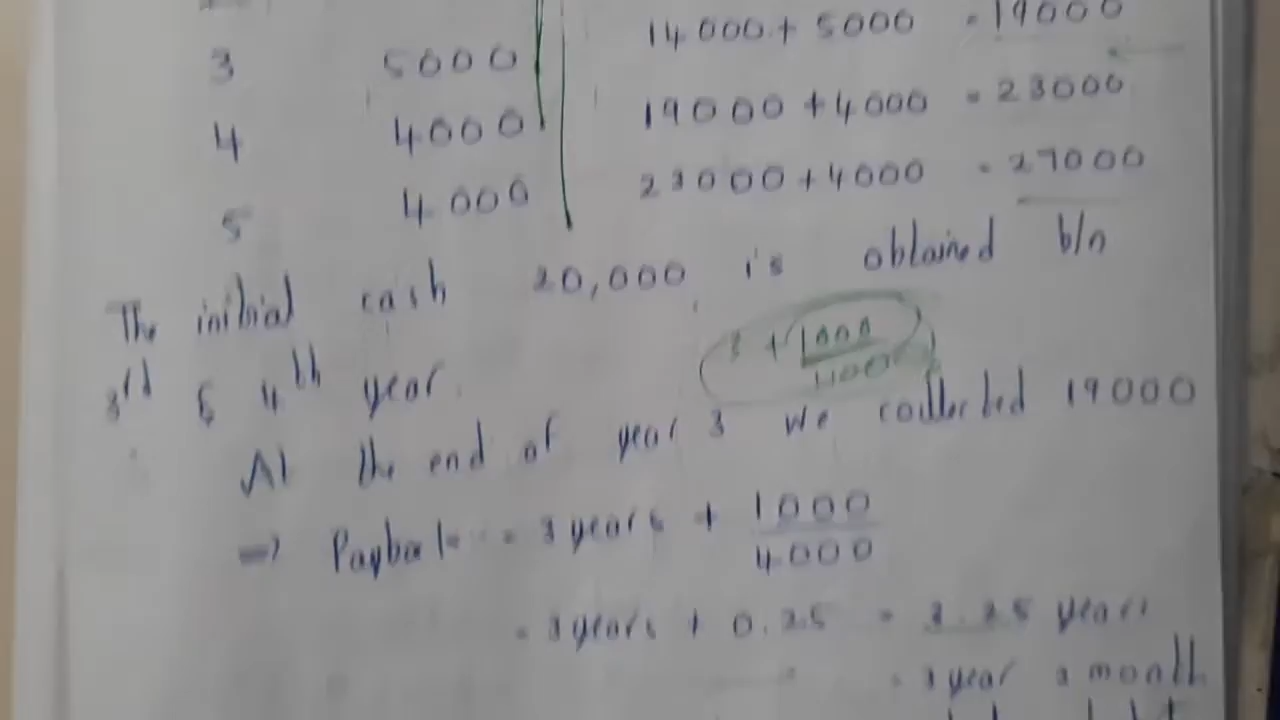 3 5000 14000 + 5000 = 19000
4 4000 19000 + 4000 = 23000
5 4000 23000 + 4000 = 27000
The initial cash 20,000 is obtained b/n
3rd & 4th year.
3 + 1000
At the end of year 3 we collected 19000
=> Payback = 3 years + 1000/4000
= 3 years + 0.25 = 3.25 years
= 3 year 3 month